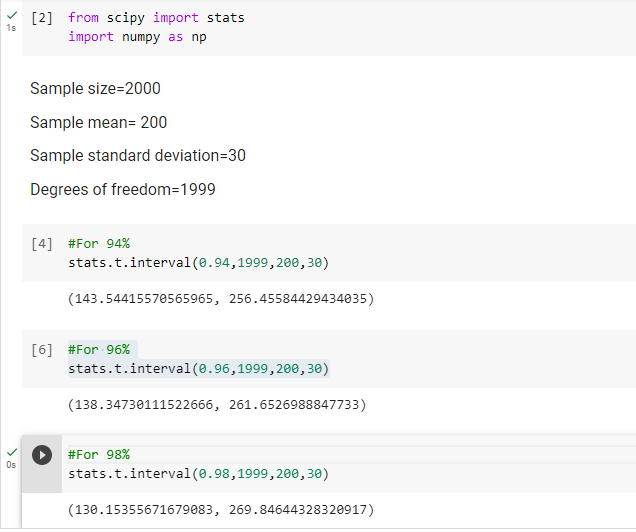 [2] from scipy import stats
1s import numpy as np
Sample size=2000
Sample mean= 200
Sample standard deviation=30
Degrees of freedom=1999
[4] #For 94%
stats.t.interval(0.94,1999,200,30)
(143.54415570565965, 256.45584429434035)
[6] #For 96%
stats.t.interval(0.96,1999,200,30)
(138.34730111522666, 261.6526988847733)
#For 98%
0s stats.t.interval(0.98,1999,200,30)
(130.15355671679083, 269.84644328320917)